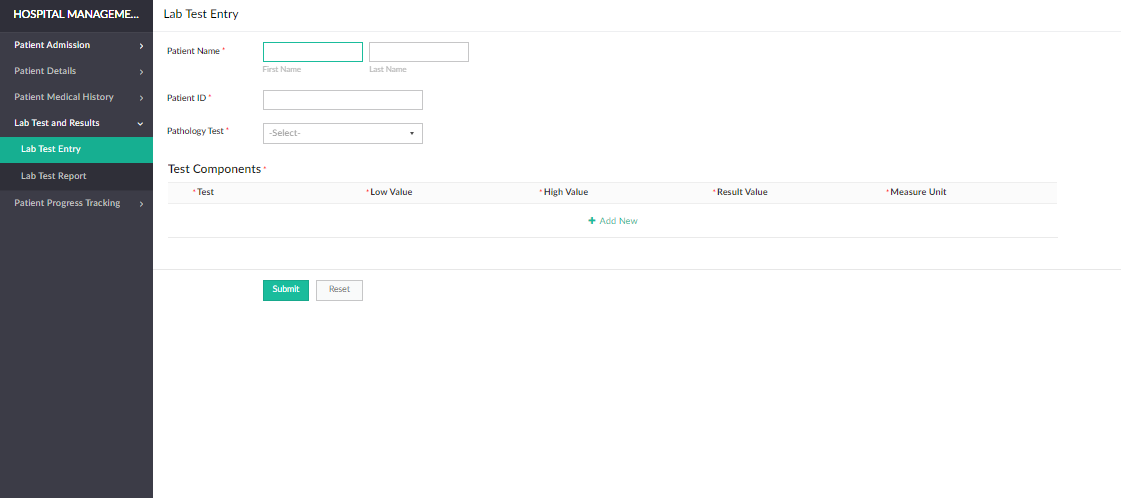 HOSPITAL MANAGEME...
Patient Admission
Patient Details
Patient Medical History
Lab Test and Results
Lab Test Entry
Lab Test Report
Patient Progress Tracking
Lab Test Entry
Patient Name *
First Name Last Name
Patient ID *
Pathology Test *
-Select-
Test Components *
* Test * Low Value * High Value * Result Value * Measure Unit
+ Add New
Submit Reset